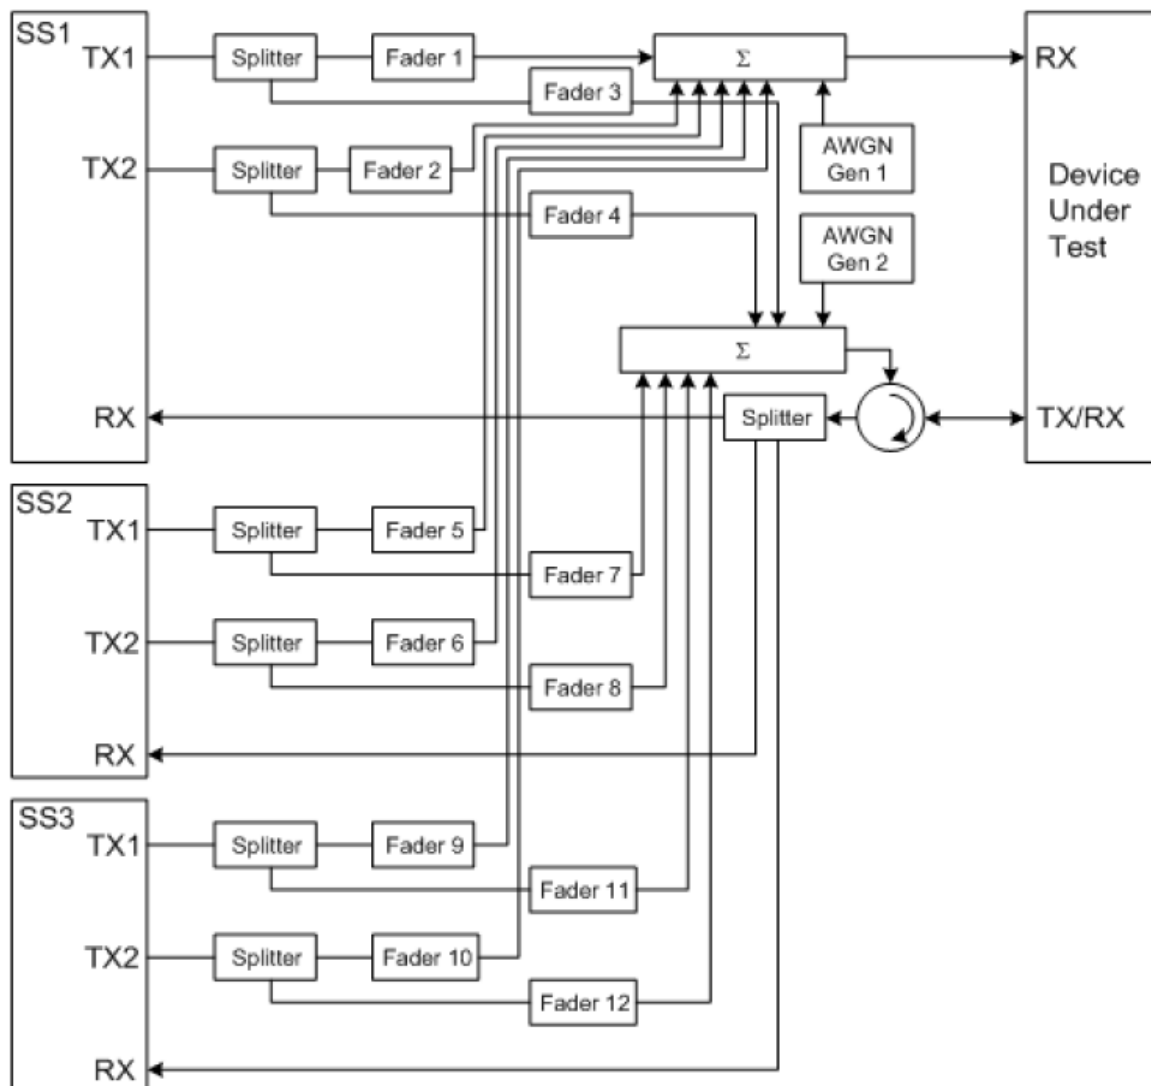 SS1
TX1
Splitter
Fader 1
Σ
RX
Fader 3
AWGN
Gen 1
TX2
Splitter
Fader 2
Device
Under
Test
Fader 4
AWGN
Gen 2
Σ
RX
Splitter
TX/RX
SS2
TX1
Splitter
Fader 5
Fader 7
TX2
Splitter
Fader 6
Fader 8
RX
SS3
TX1
Splitter
Fader 9
Fader 11
TX2
Splitter
Fader 10
Fader 12
RX